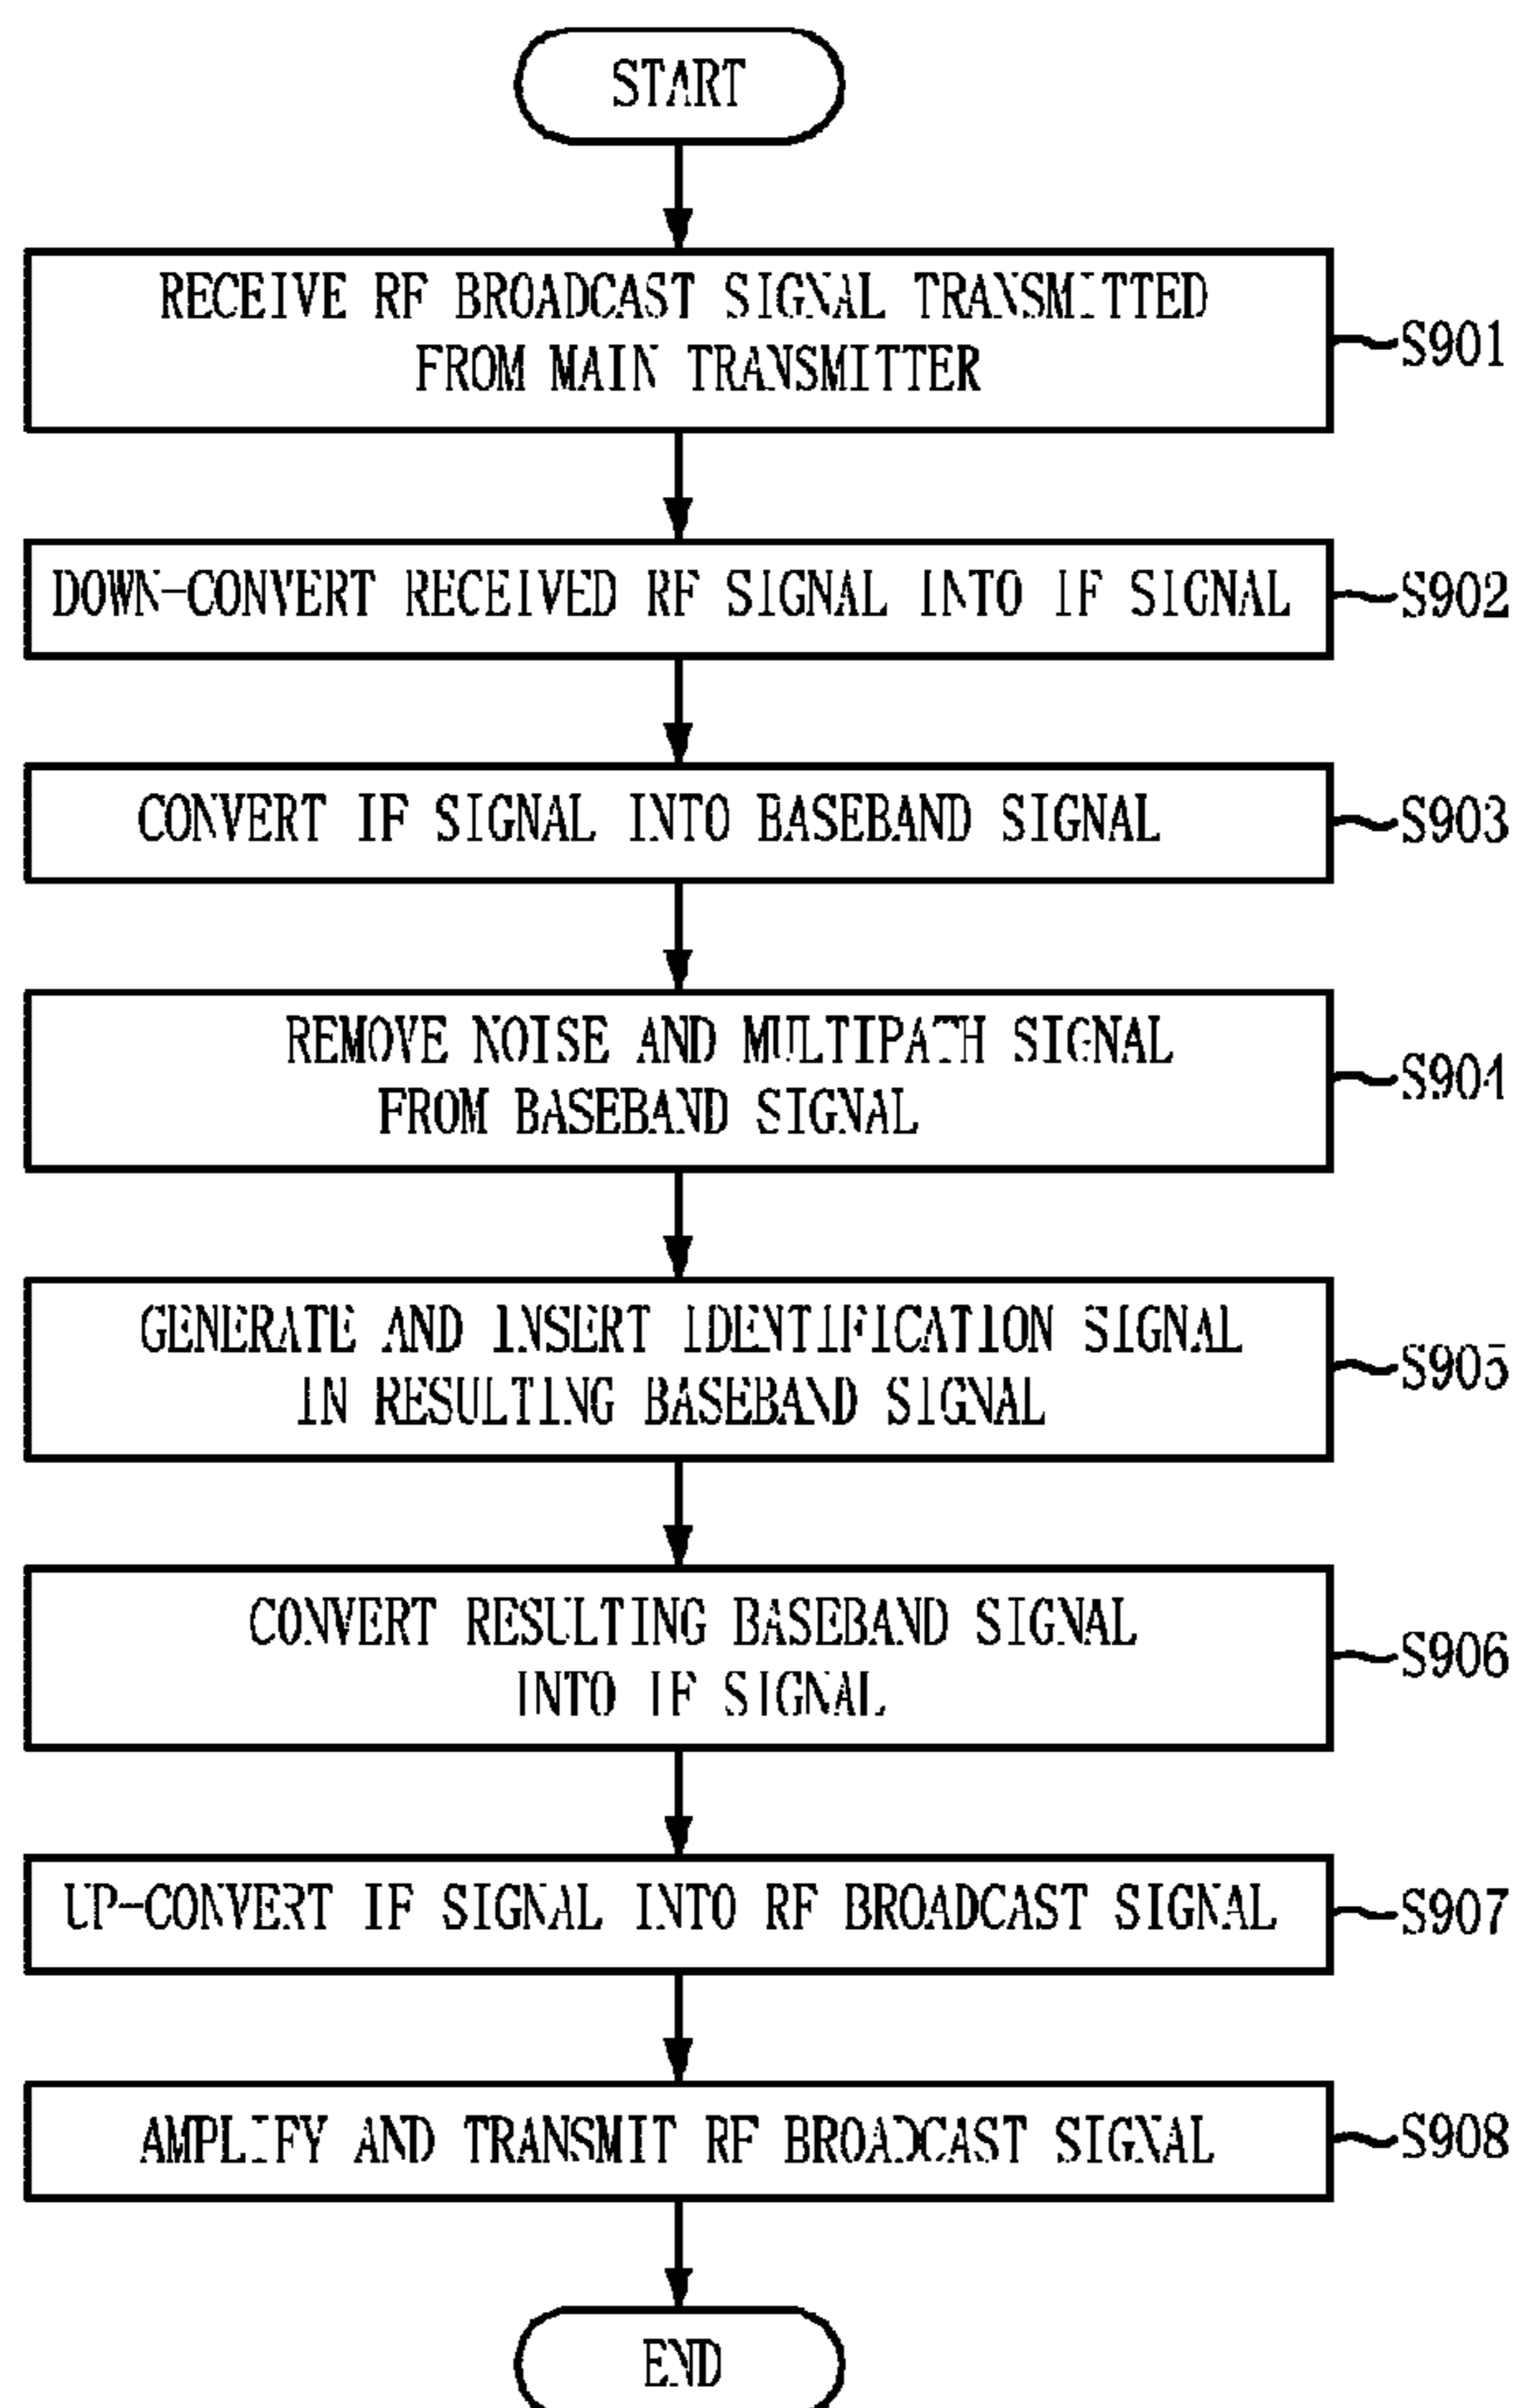 START
RECEIVE RF BROADCAST SIGNAL TRANSMITTED
FROM MAIN TRANSMITTER
S901
DOWN-CONVERT RECEIVED RF SIGNAL INTO IF SIGNAL
S902
CONVERT IF SIGNAL INTO BASEBAND SIGNAL
S903
REMOVE NOISE AND MULTIPATH SIGNAL
FROM BASEBAND SIGNAL
S904
GENERATE AND INSERT IDENTIFICATION SIGNAL
IN RESULTING BASEBAND SIGNAL
S905
CONVERT RESULTING BASEBAND SIGNAL
INTO IF SIGNAL
S906
UP-CONVERT IF SIGNAL INTO RF BROADCAST SIGNAL
S907
AMPLIFY AND TRANSMIT RF BROADCAST SIGNAL
S908
END